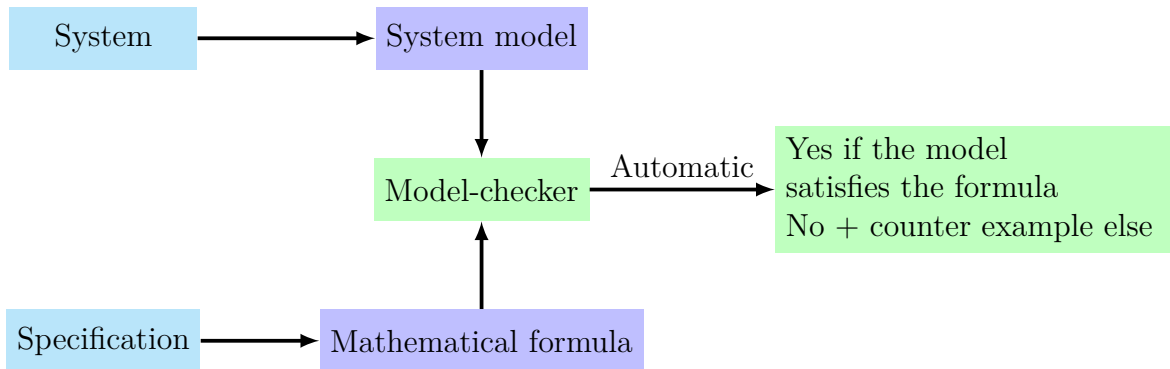 System
System model
Automatic
Model-checker
Yes if the model
satisfies the formula
No + counter example else
Specification
Mathematical formula